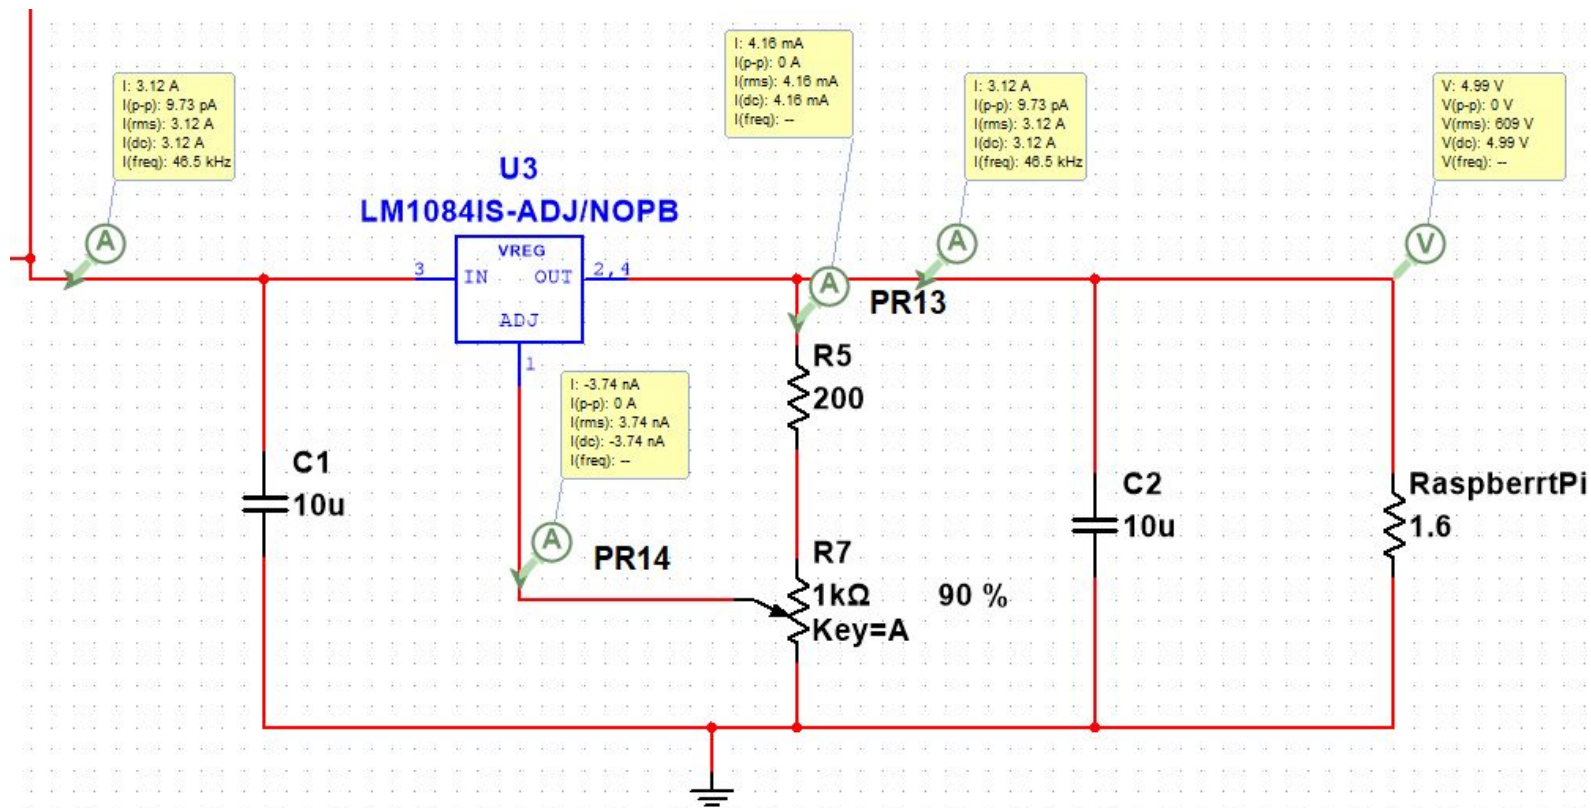 I: 3.12 A
I(p-p): 9.73 pA
I(rms): 3.12 A
I(dc): 3.12 A
I(freq): 46.5 kHz
I: 4.16 mA
I(p-p): 0 A
I(rms): 4.16 mA
I(dc): 4.16 mA
I(freq): --
I: 3.12 A
I(p-p): 9.73 pA
I(rms): 3.12 A
I(dc): 3.12 A
I(freq): 46.5 kHz
V: 4.99 V
V(p-p): 0 V
V(rms): 609 V
V(dc): 4.99 V
V(freq): --
U3
LM1084IS-ADJ/NOPB
A
A
A
A
V
VREG
3
IN
OUT
2,4
ADJ
1
PR13
R5
200
I: -3.74 nA
I(p-p): 0 A
I(rms): 3.74 nA
I(dc): -3.74 nA
I(freq): --
C1
10u
A
PR14
R7
1kΩ
90 %
Key=A
C2
10u
RaspberrtPi
1.6